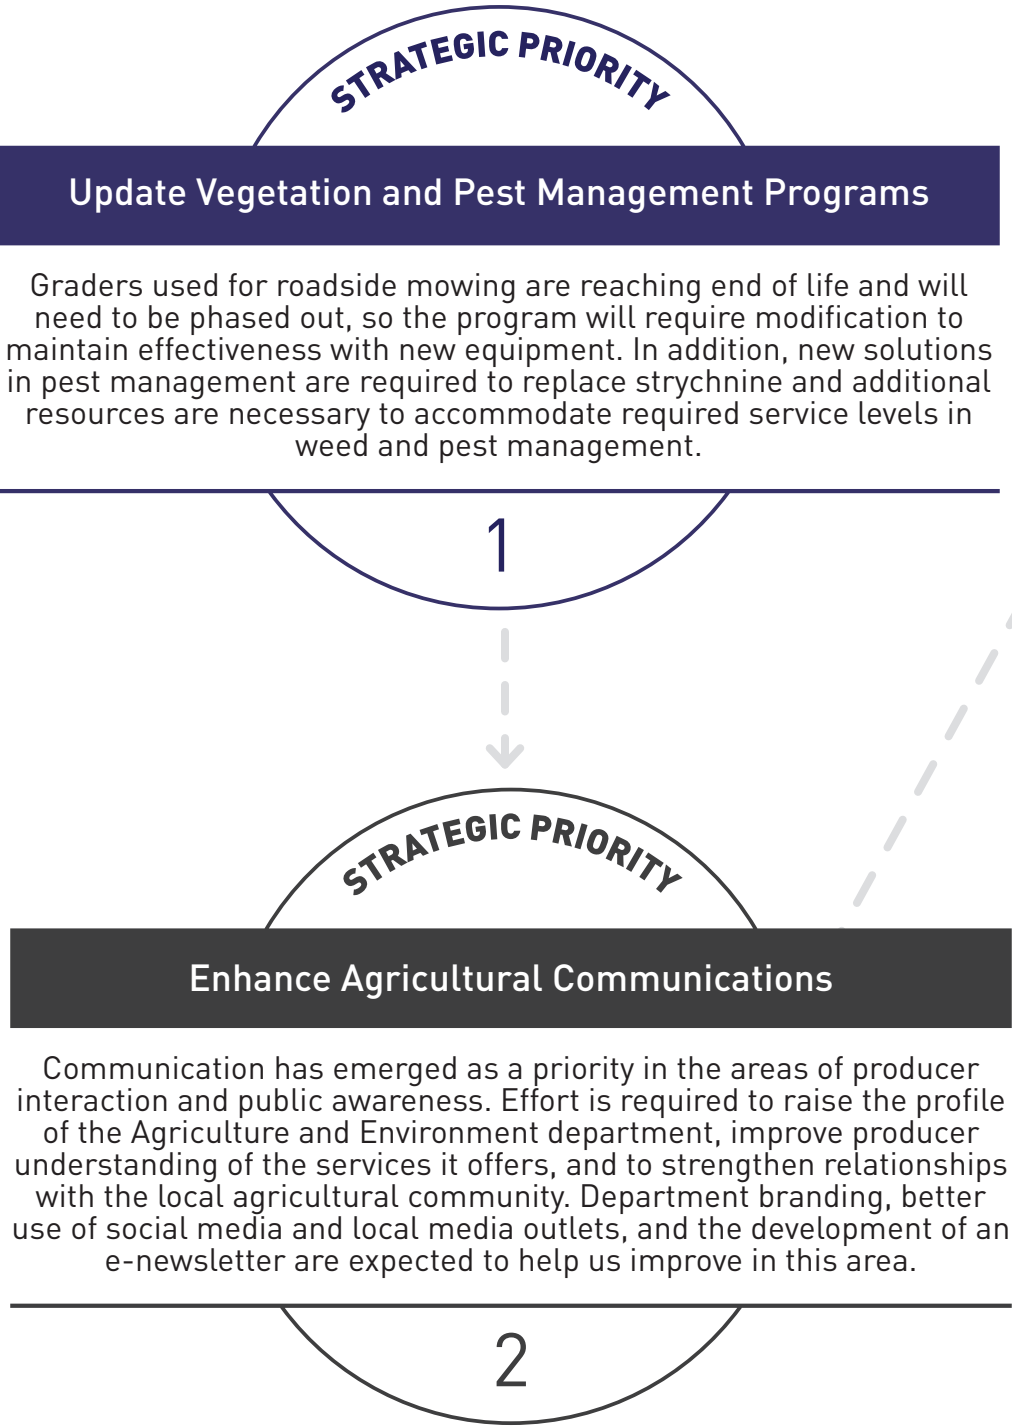 STRATEGIC PRIORITY
Update Vegetation and Pest Management Programs
Graders used for roadside mowing are reaching end of life and will
need to be phased out, so the program will require modification to
maintain effectiveness with new equipment. In addition, new solutions
in pest management are required to replace strychnine and additional
resources are necessary to accommodate required service levels in
weed and pest management.
1
STRATEGIC PRIORITY
Enhance Agricultural Communications
Communication has emerged as a priority in the areas of producer
interaction and public awareness. Effort is required to raise the profile
of the Agriculture and Environment department, improve producer
understanding of the services it offers, and to strengthen relationships
with the local agricultural community. Department branding, better
use of social media and local media outlets, and the development of an
e-newsletter are expected to help us improve in this area.
2